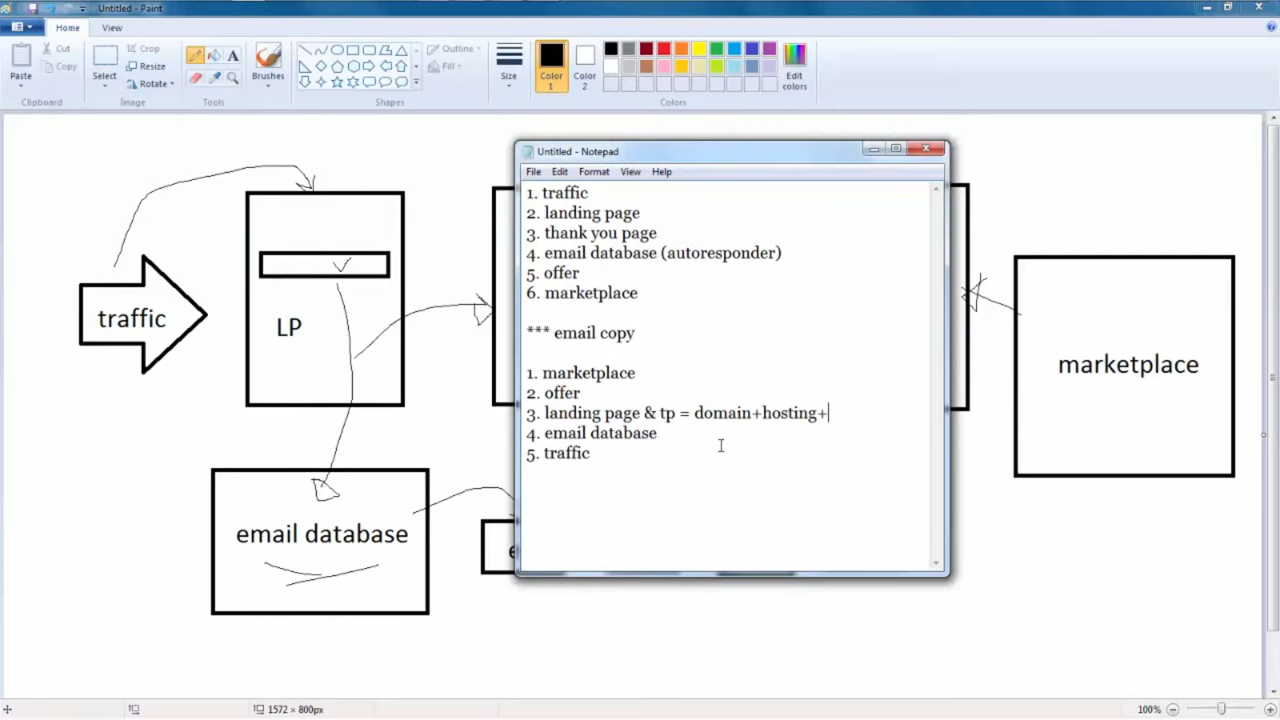 Untitled - Paint
Home View
Paste
Cut
Copy
Clipboard
Select
Crop
Resize
Rotate
Image
A
Tools
Brushes
Shapes
Outline
Fill
Size
Color 1
Color 2
Edit colors
Colors
traffic
LP
email database
marketplace
Untitled - Notepad
File Edit Format View Help
1. traffic
2. landing page
3. thank you page
4. email database (autoresponder)
5. offer
6. marketplace
*** email copy
1. marketplace
2. offer
3. landing page & tp = domain+hosting+
4. email database
5. traffic
1572 × 800px
100%